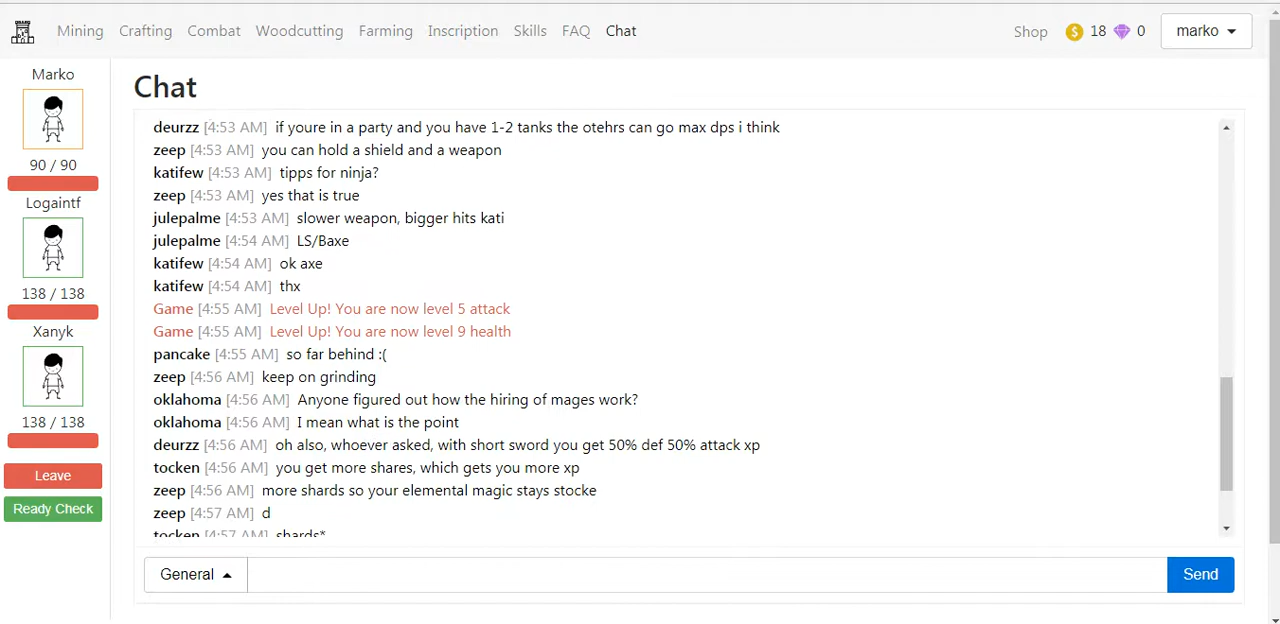 Mining Crafting Combat Woodcutting Farming Inscription Skills FAQ Chat Shop 18 0 marko
Marko
90 / 90
Logaintf
138 / 138
Xanyk
138 / 138
Leave
Ready Check
Chat
deurzz [4:53 AM] if youre in a party and you have 1-2 tanks the otehrs can go max dps i think
zeep [4:53 AM] you can hold a shield and a weapon
katifew [4:53 AM] tipps for ninja?
zeep [4:53 AM] yes that is true
julepalme [4:53 AM] slower weapon, bigger hits kati
julepalme [4:54 AM] LS/Baxe
katifew [4:54 AM] ok axe
katifew [4:54 AM] thx
Game [4:55 AM] Level Up! You are now level 5 attack
Game [4:55 AM] Level Up! You are now level 9 health
pancake [4:55 AM] so far behind :(
zeep [4:56 AM] keep on grinding
oklahoma [4:56 AM] Anyone figured out how the hiring of mages work?
oklahoma [4:56 AM] I mean what is the point
deurzz [4:56 AM] oh also, whoever asked, with short sword you get 50% def 50% attack xp
tocken [4:56 AM] you get more shares, which gets you more xp
zeep [4:56 AM] more shards so your elemental magic stays stocke
zeep [4:57 AM] d
tocken [4:57 AM] shards*
General
Send